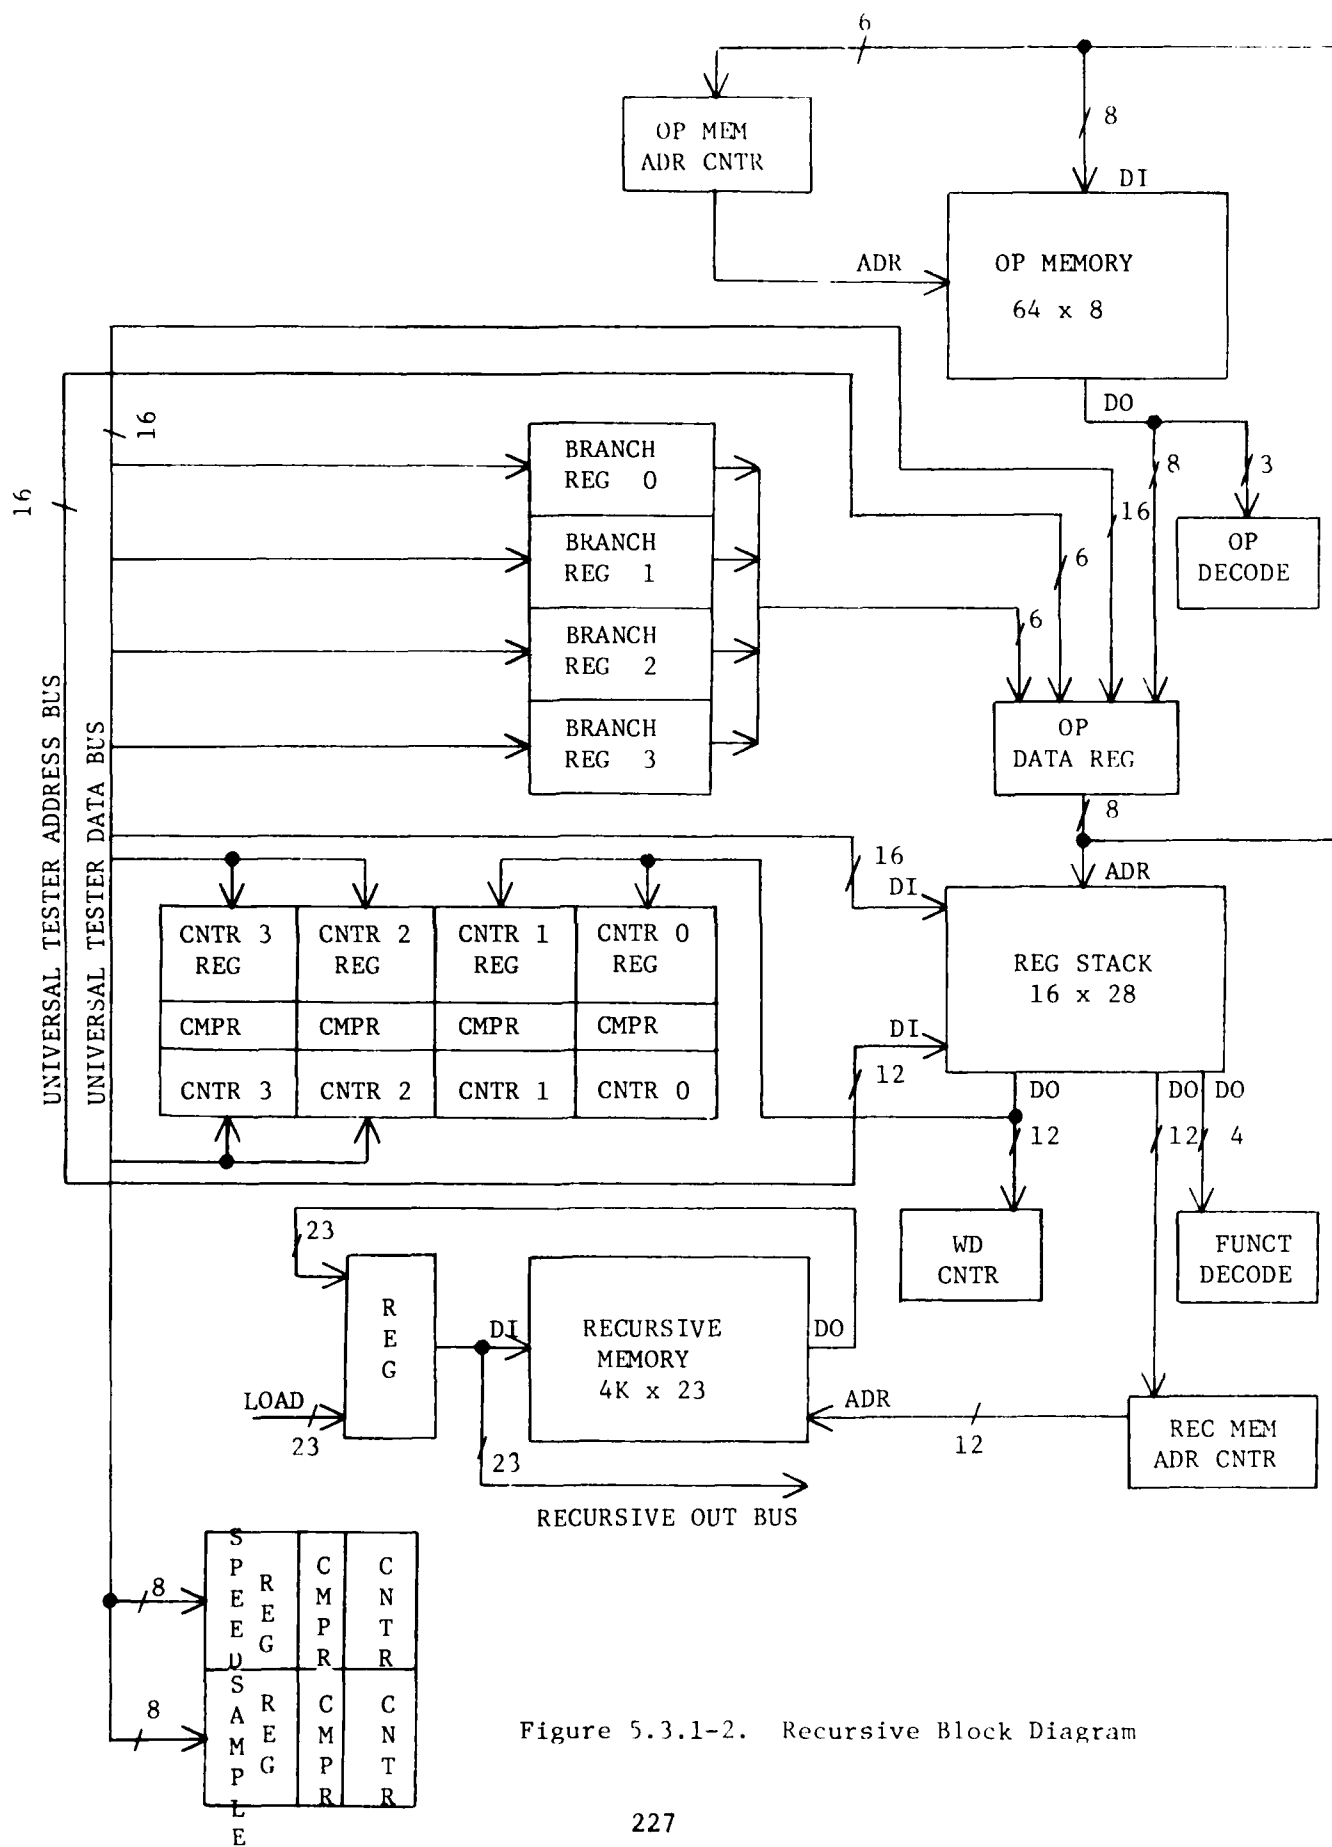 6
OP MEM
ADR CNTR
8
DI
ADR
OP MEMORY
64 x 8
DO
16
16
8
3
16
BRANCH
REG 0
BRANCH
REG 1
BRANCH
REG 2
BRANCH
REG 3
OP
DECODE
6
6
OP
DATA REG
8
UNIVERSAL TESTER ADDRESS BUS
UNIVERSAL TESTER DATA BUS
16
DI
ADR
CNTR 3
REG
CNTR 2
REG
CNTR 1
REG
CNTR 0
REG
CMPR
CMPR
CMPR
CMPR
CNTR 3
CNTR 2
CNTR 1
CNTR 0
REG STACK
16 x 28
DI
12
DO
DO
DO
12
12
4
WD
CNTR
FUNCT
DECODE
23
REG
LOAD
23
DI
RECURSIVE
MEMORY
4K x 23
DO
ADR
12
REC MEM
ADR CNTR
23
RECURSIVE OUT BUS
8
SPEED
REG
CMPR
CNTR
8
SAMPLE
REG
CMPR
CNTR
Figure 5.3.1-2. Recursive Block Diagram
227